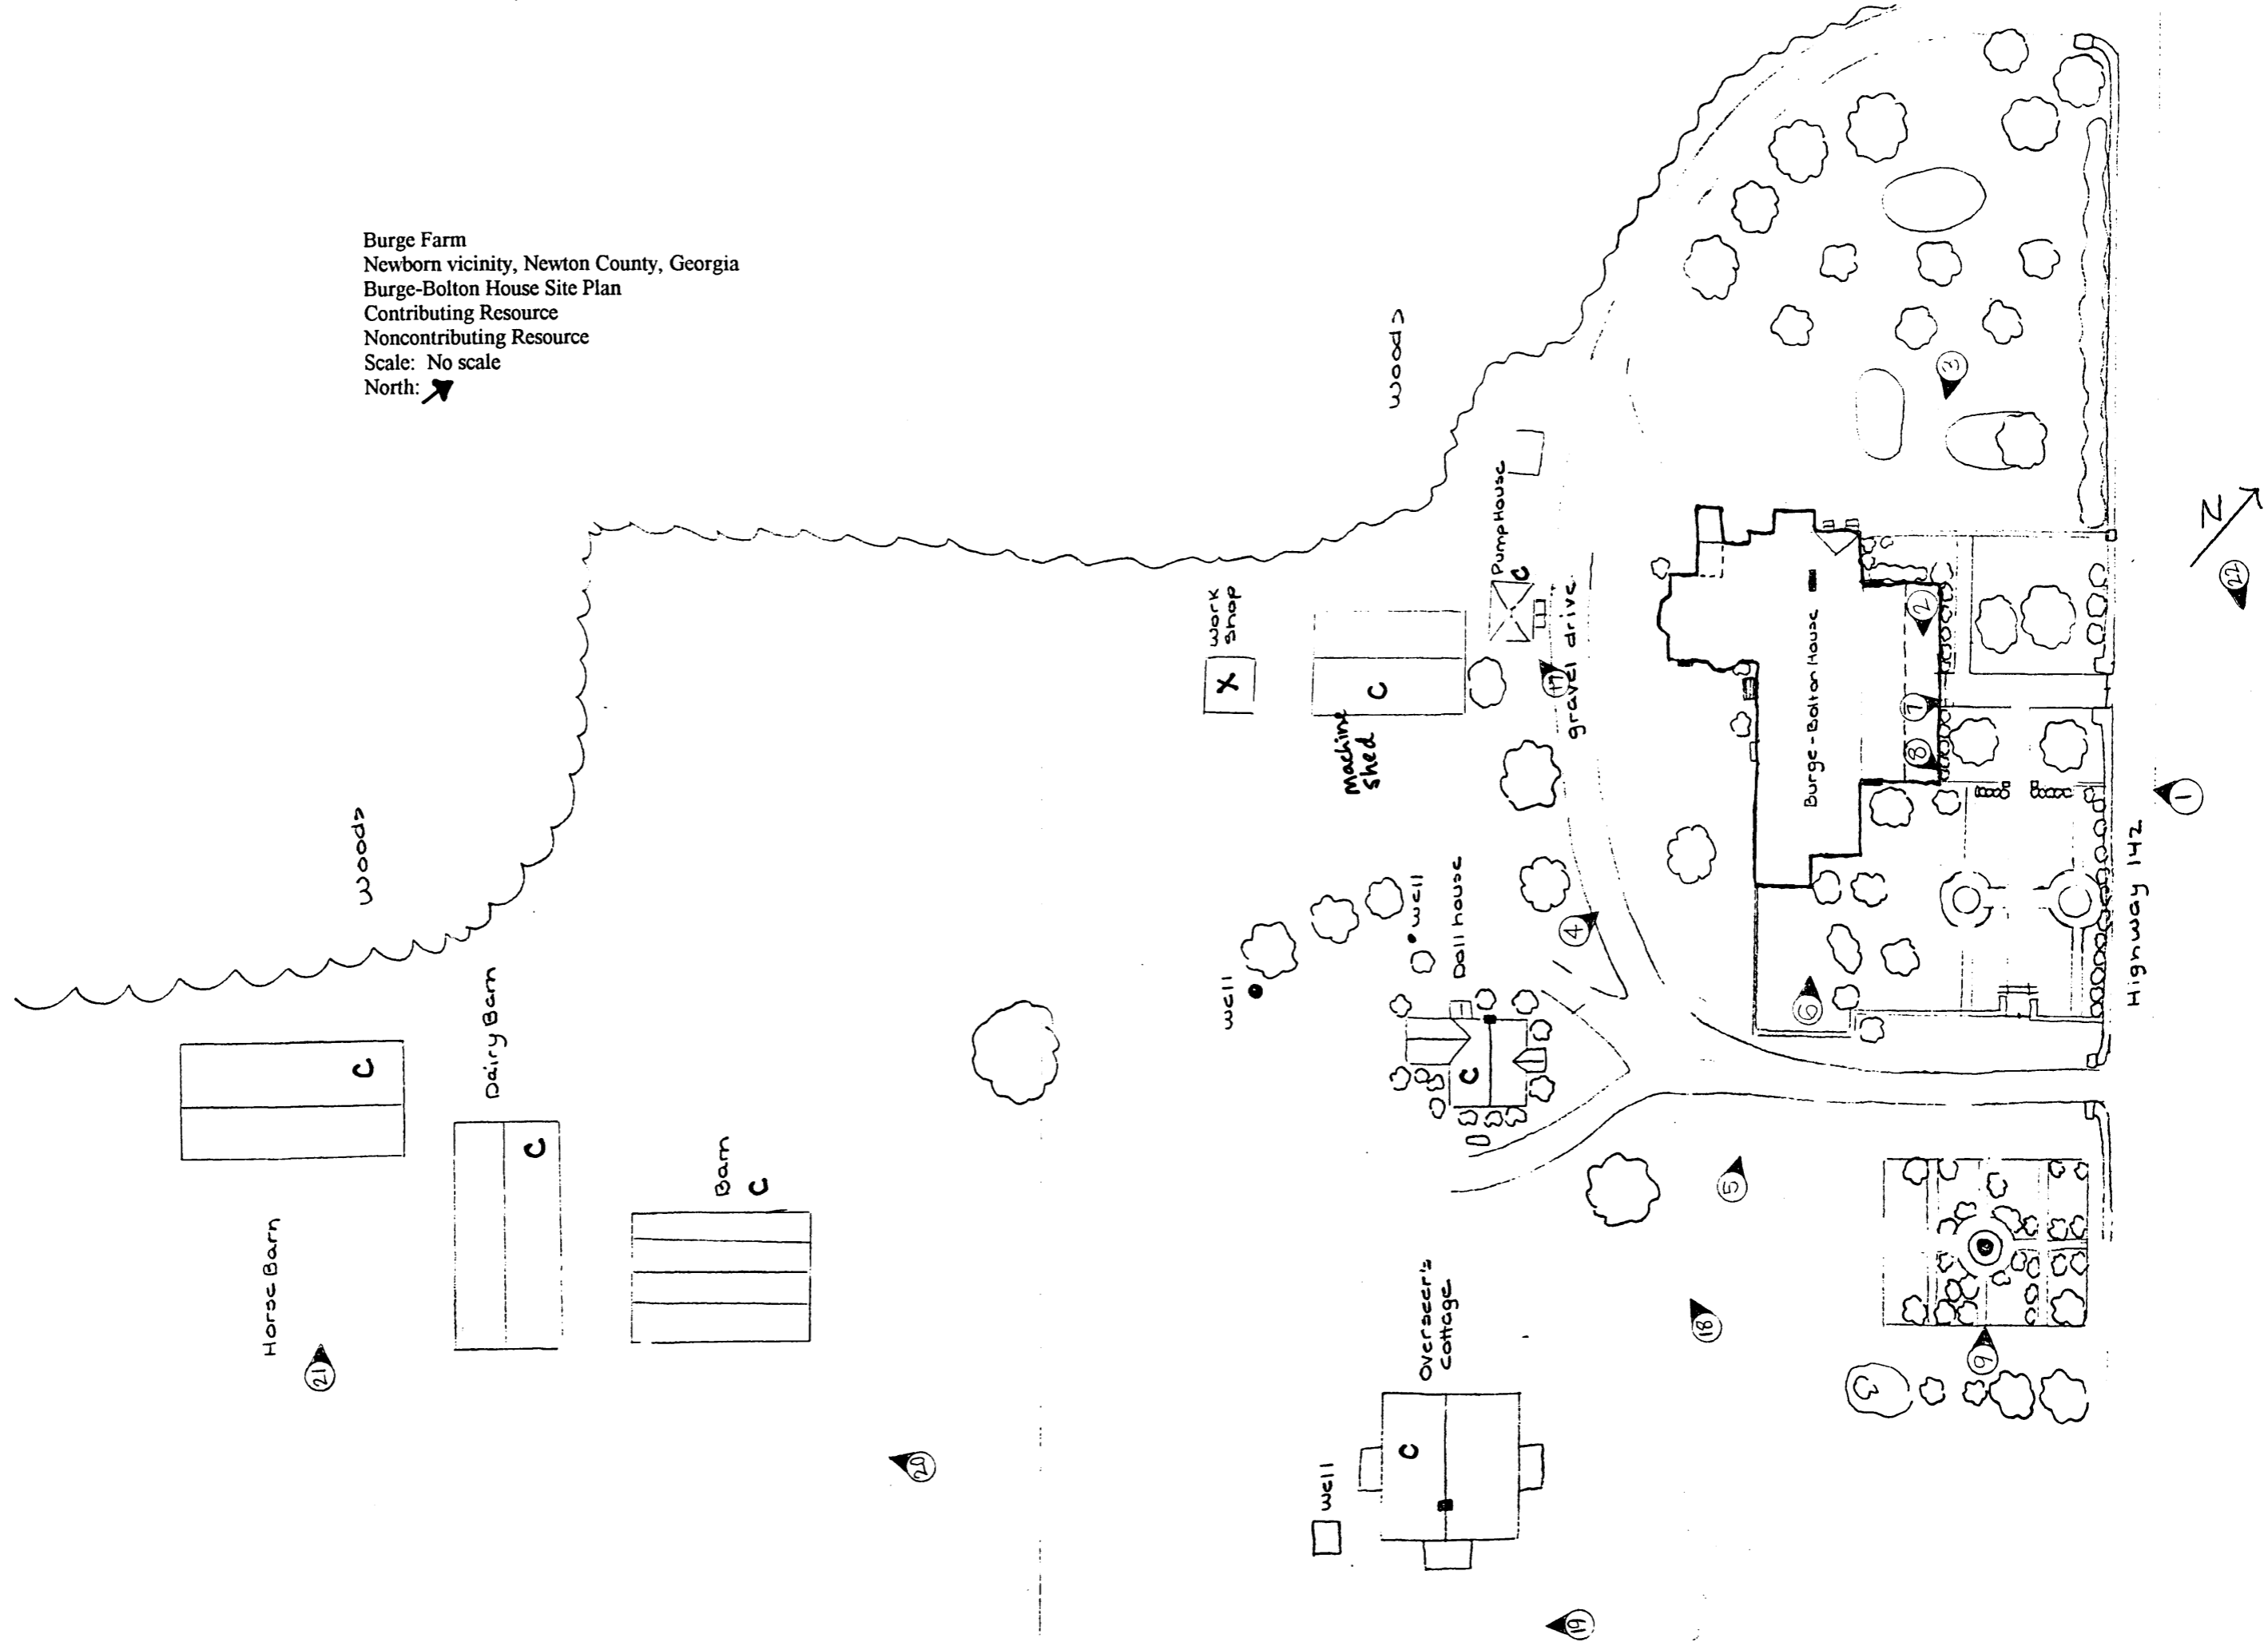 Burge Farm
Newborn vicinity, Newton County, Georgia
Burge-Bolton House Site Plan
Contributing Resource
Noncontributing Resource
Scale: No scale
North:
Woods
Woods
Pump House
C
Work
Shop
X
C
Machine
Shed
gravel drive
17
Burge-Bolton House
2
7
8
3
N
22
1
Highway 142
4
well
Doll house
well
C
6
5
Dairy Barn
C
C
Barn
C
Horse Barn
21
20
Overseer's
Cottage
C
well
18
9
19